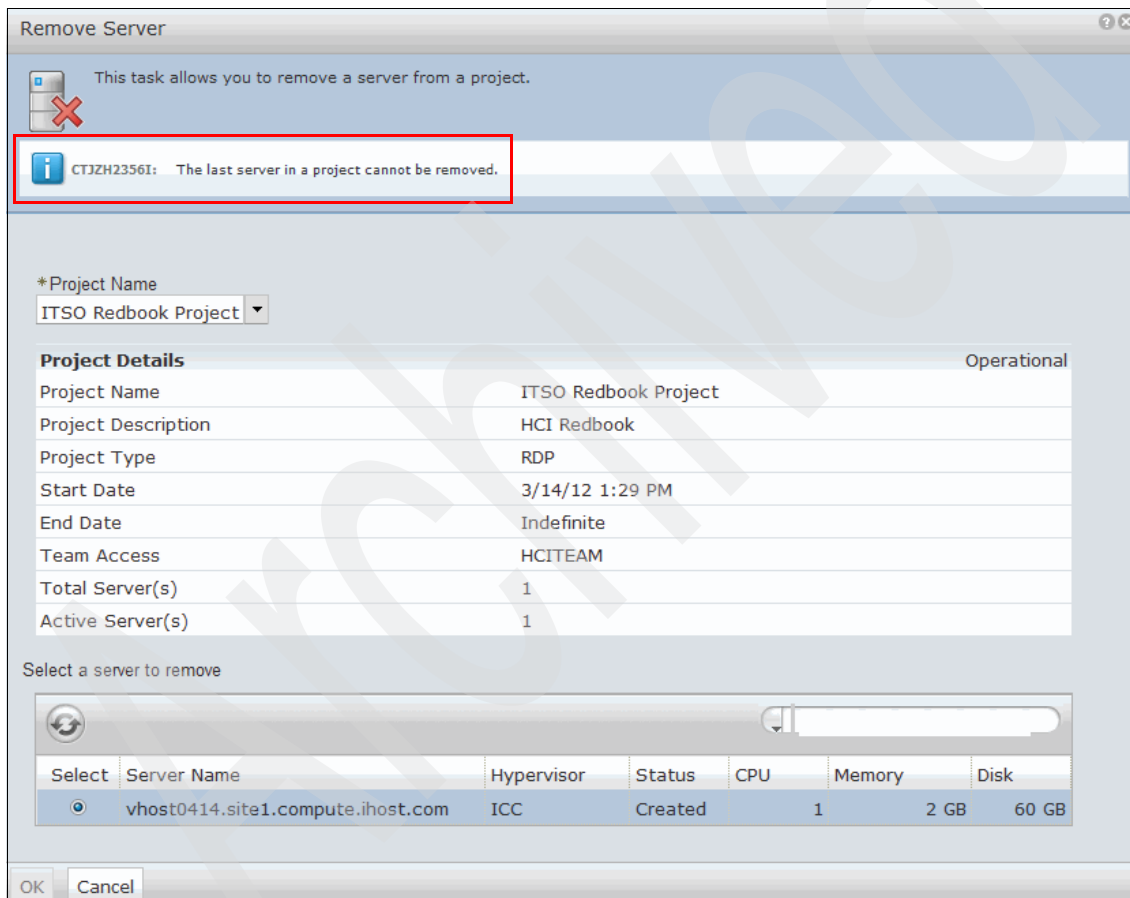 Remove Server
This task allows you to remove a server from a project.
CTJZH2356I: The last server in a project cannot be removed.
*Project Name
ITSO Redbook Project
Project Details Operational
Project Name ITSO Redbook Project
Project Description HCI Redbook
Project Type RDP
Start Date 3/14/12 1:29 PM
End Date Indefinite
Team Access HCITEAM
Total Server(s) 1
Active Server(s) 1
Select a server to remove
Select Server Name Hypervisor Status CPU Memory Disk
vhost0414.site1.compute.ihost.com ICC Created 1 2 GB 60 GB
OK Cancel
Archived